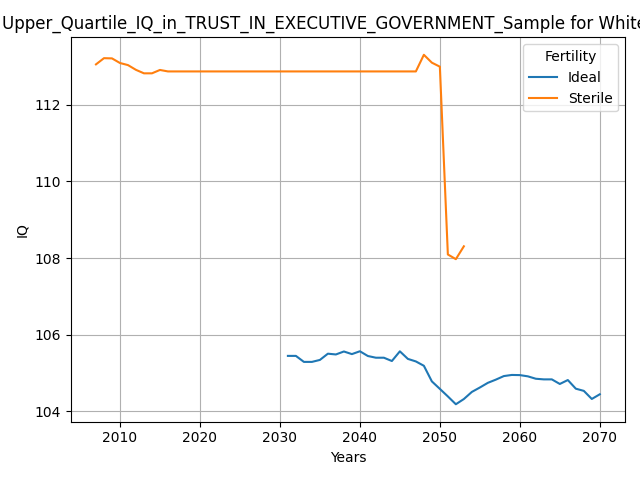 Upper_Quartile_IQ_in_TRUST_IN_EXECUTIVE_GOVERNMENT_Sample for White
Fertility
Ideal
Sterile
112
110
108
106
104
IQ
2010 2020 2030 2040 2050 2060 2070
Years